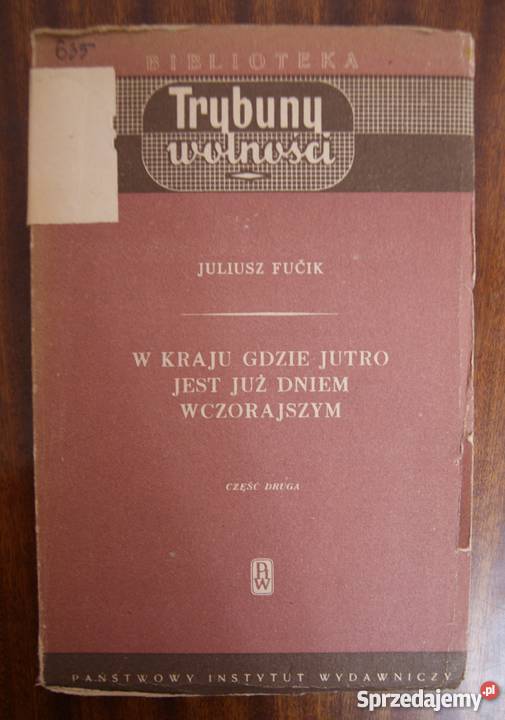 635
BIBLIOTEKA
Trybuny
wolności
JULIUSZ FUČIK
W KRAJU GDZIE JUTRO
JEST JUŻ DNIEM
WCZORAJSZYM
CZĘŚĆ DRUGA
PIW
PAŃSTWOWY INSTYTUT WYDAWNICZY
Sprzedajemy.pl